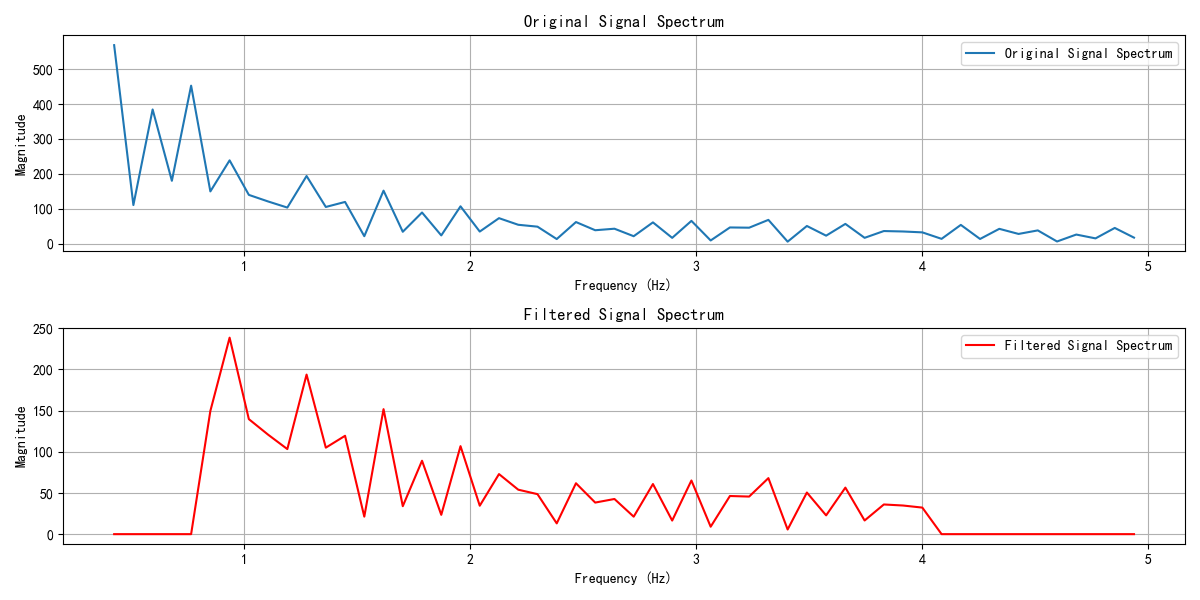 Original Signal Spectrum
Original Signal Spectrum
Magnitude
500
400
300
200
100
0
1
2
3
4
5
Frequency (Hz)
Filtered Signal Spectrum
Filtered Signal Spectrum
Magnitude
250
200
150
100
50
0
1
2
3
4
5
Frequency (Hz)